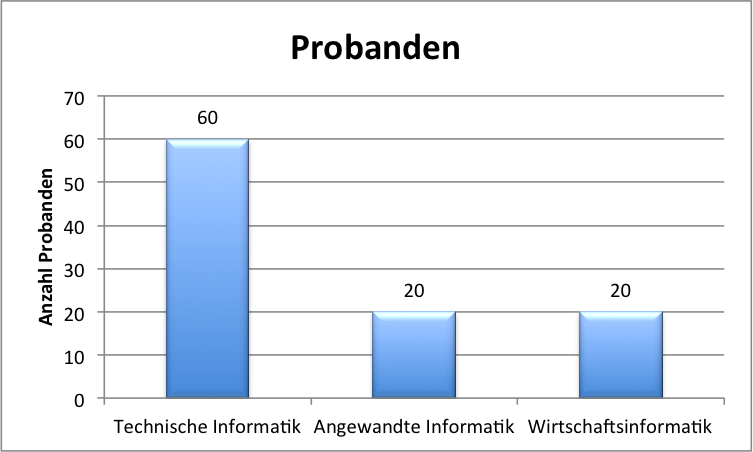 Probanden
Anzahl Probanden
70
60
50
40
30
20
10
0
60
20
20
Technische Informatik
Angewandte Informatik
Wirtschaftsinformatik